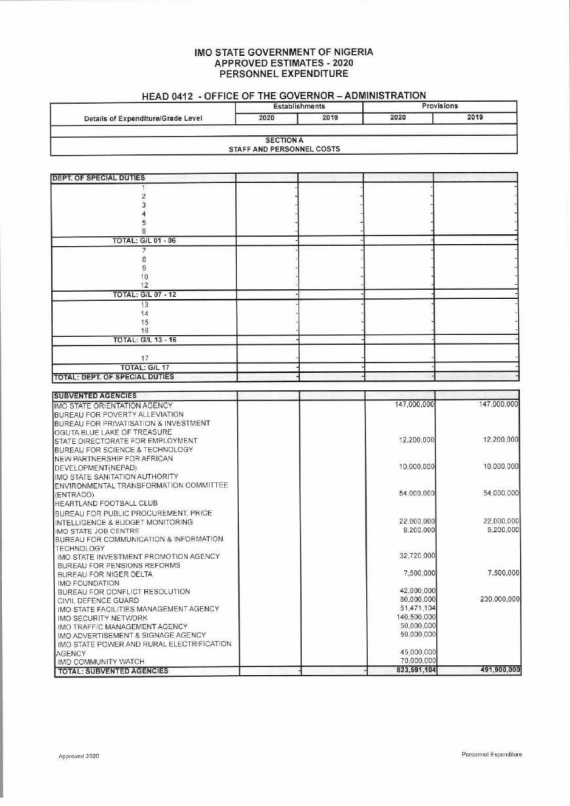 IMO STATE GOVERNMENT OF NIGERIA
APPROVED ESTIMATES - 2020
PERSONNEL EXPENDITURE
HEAD 0412 - OFFICE OF THE GOVERNOR – ADMINISTRATION
Establishments Provisions
Details of Expenditure/Grade Level 2020 2019 2020 2019
SECTION A
STAFF AND PERSONNEL COSTS
DEPT. OF SPECIAL DUTIES
1 - - - -
2 - - - -
3 - - - -
4 - - - -
5 - - - -
6 - - - -
TOTAL: G/L 01 - 06 - - - -
7 - - - -
8 - - - -
9 - - - -
10 - - - -
12 - - - -
TOTAL: G/L 07 - 12 - - - -
13 - - - -
14 - - - -
15 - - - -
16 - - - -
TOTAL: G/L 13 - 16 - - - -
17 - - - -
TOTAL: G/L 17 - - - -
TOTAL: DEPT. OF SPECIAL DUTIES - - - -
SUBVENTED AGENCIES
IMO STATE ORIENTATION AGENCY 147,000,000 147,000,000
BUREAU FOR POVERTY ALLEVIATION
BUREAU FOR PRIVATISATION & INVESTMENT
OGUTA BLUE LAKE OF TREASURE
STATE DIRECTORATE FOR EMPLOYMENT 12,200,000 12,200,000
BUREAU FOR SCIENCE & TECHNOLOGY
NEW PARTNERSHIP FOR AFRICAN
DEVELOPMENT(NEPAD) 10,000,000 10,000,000
IMO STATE SANITATION AUTHORITY
ENVIRONMENTAL TRANSFORMATION COMMITTEE
(ENTRACO) 54,000,000 54,000,000
HEARTLAND FOOTBALL CLUB
BUREAU FOR PUBLIC PROCUREMENT, PRICE
INTELLIGENCE & BUDGET MONITORING 22,000,000 22,000,000
IMO STATE JOB CENTRE 9,200,000 9,200,000
BUREAU FOR COMMUNICATION & INFORMATION
TECHNOLOGY
IMO STATE INVESTMENT PROMOTION AGENCY 32,720,000
BUREAU FOR PENSIONS REFORMS
BUREAU FOR NIGER DELTA 7,500,000 7,500,000
IMO FOUNDATION
BUREAU FOR CONFLICT RESOLUTION 42,000,000
CIVIL DEFENCE GUARD 80,000,000 230,000,000
IMO STATE FACILITIES MANAGEMENT AGENCY 51,471,104
IMO SECURITY NETWORK 140,500,000
IMO TRAFFIC MANAGEMENT AGENCY 50,000,000
IMO ADVERTISEMENT & SIGNAGE AGENCY 50,000,000
IMO STATE POWER AND RURAL ELECTRIFICATION
AGENCY 45,000,000
IMO COMMUNITY WATCH 70,000,000
TOTAL: SUBVENTED AGENCIES - - 823,591,104 491,900,000
Approved 2020 Personnel Expenditure